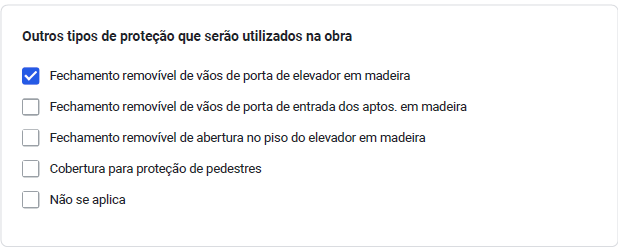 Outros tipos de proteção que serão utilizados na obra
Fechamento removível de vãos de porta de elevador em madeira
Fechamento removível de vãos de porta de entrada dos aptos. em madeira
Fechamento removível de abertura no piso do elevador em madeira
Cobertura para proteção de pedestres
Não se aplica